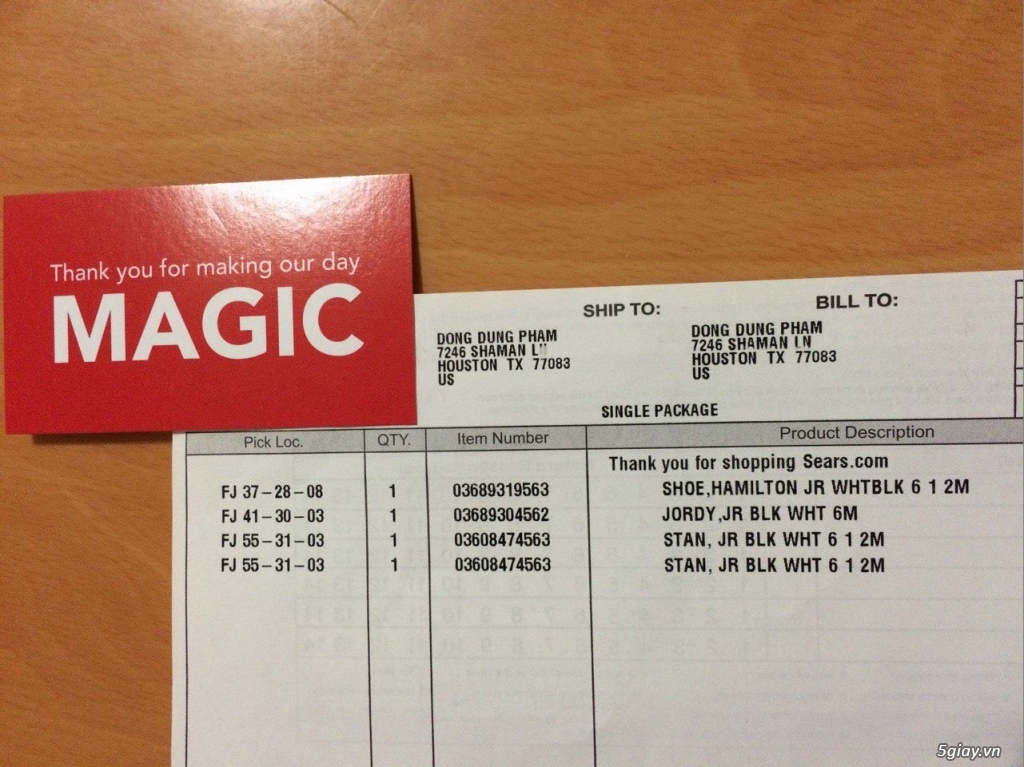 Thank you for making our day
MAGIC
SHIP TO:
DONG DUNG PHAM
7246 SHAMAN
HOUSTON TX 77083
US
BILL TO:
DONG DUNG PHAM
7246 SHAMAN LN
HOUSTON TX 77083
US
SINGLE PACKAGE
Pick Loc. QTY. Item Number Product Description
Thank you for shopping Sears.com
FJ 37-28-08 1 03689319563 SHOE,HAMILTON JR WHTBLK 6 1 2M
FJ 41-30-03 1 03689304562 JORDY,JR BLK WHT 6M
FJ 55-31-03 1 03608474563 STAN, JR BLK WHT 6 1 2M
FJ 55-31-03 1 03608474563 STAN, JR BLK WHT 6 1 2M
5giay.vn